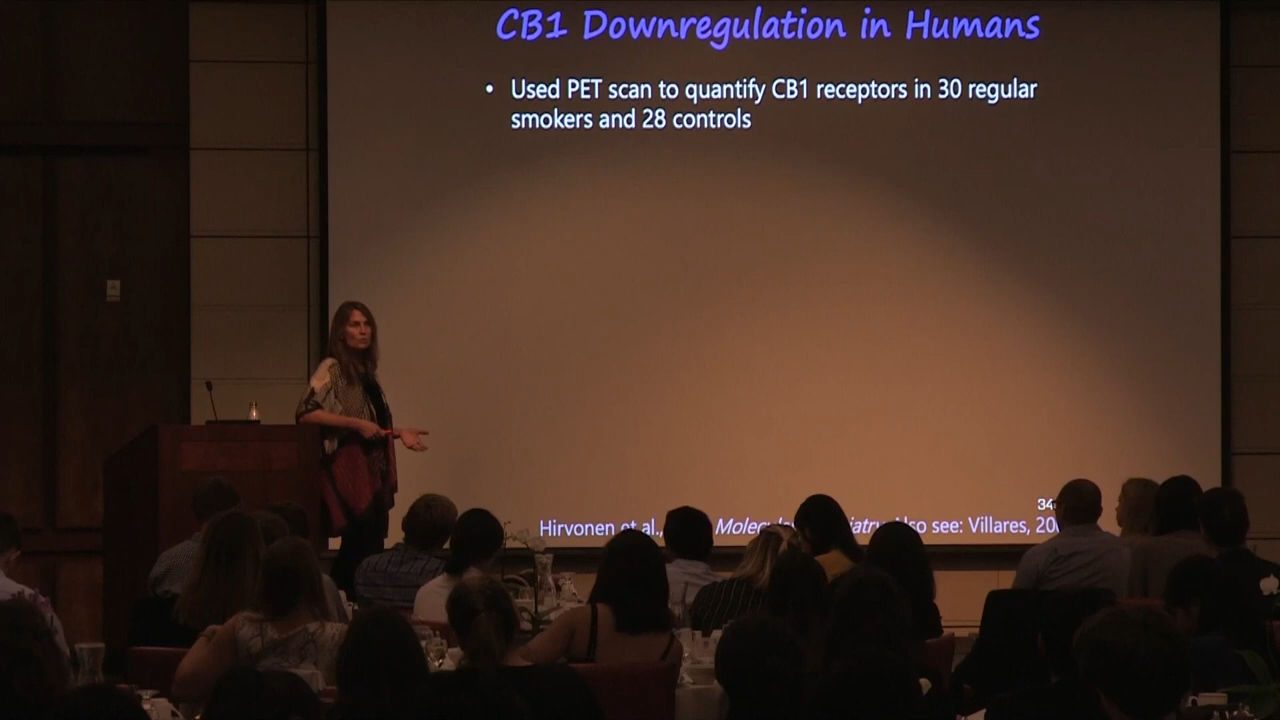 CB1 Downregulation in Humans
• Used PET scan to quantify CB1 receptors in 30 regular
smokers and 28 controls
34
Hirvonen et al., Also see: Villares,